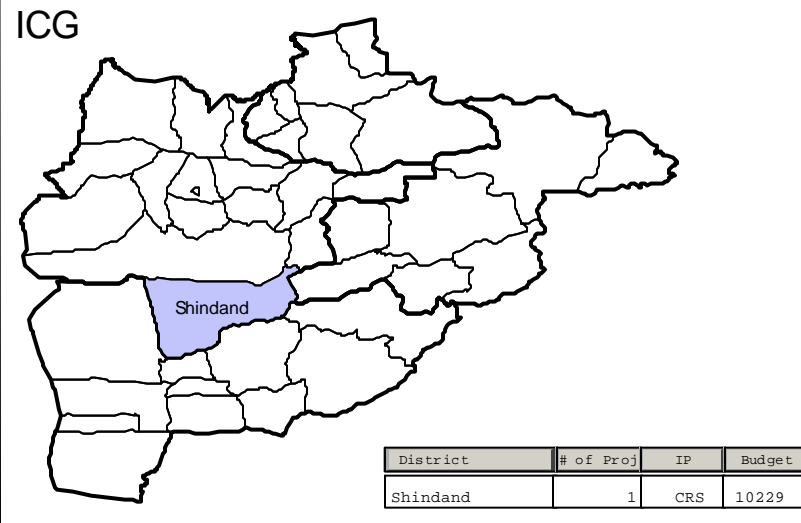 ICG
Shindand
District # of Proj IP Budget
Shindand 1 CRS 10229